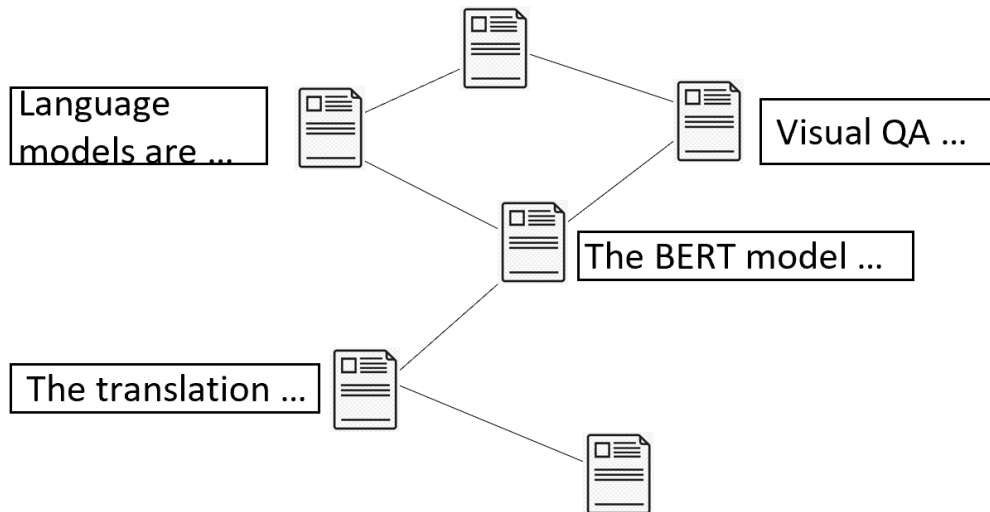 Language
models are ...
Visual QA ...
The BERT model ...
The translation ...